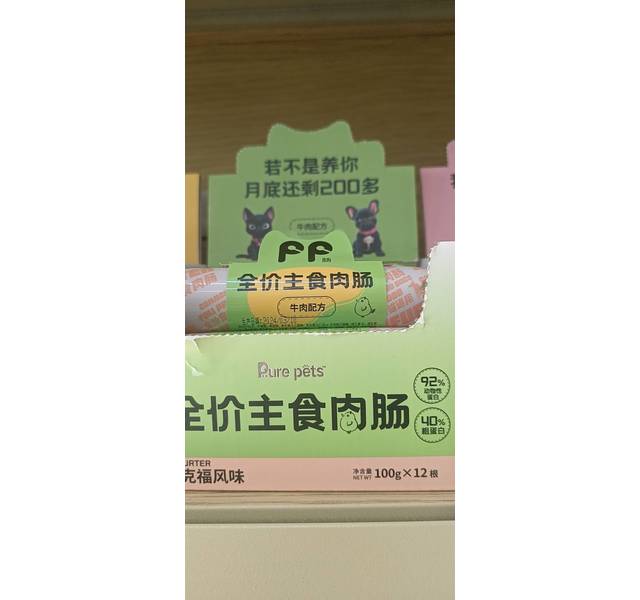 若不是养你
月底还剩200多
牛肉配方
全价主食肉肠
牛肉配方
Pure pets
全价主食肉肠
92%
动物性
蛋白
40%
粗蛋白
URTER
克福风味
净含量
NET WT
100g×12根